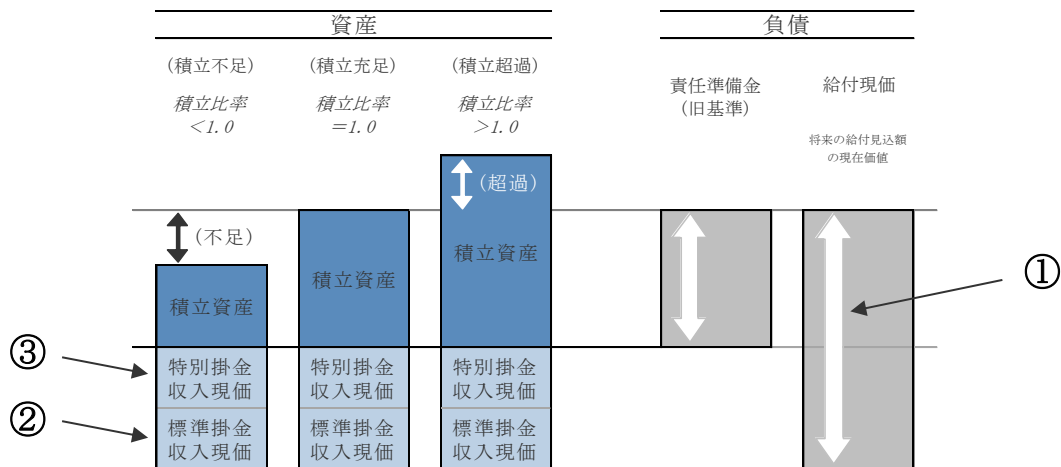 資産
負債
(積立不足)
(積立充足)
(積立超過)
積立比率
<1.0
積立比率
=1.0
積立比率
>1.0
責任準備金
(旧基準)
給付現価
将来の給付見込額
の現在価値
(不足)
(超過)
積立資産
積立資産
積立資産
①
③
特別掛金
収入現価
特別掛金
収入現価
特別掛金
収入現価
②
標準掛金
収入現価
標準掛金
収入現価
標準掛金
収入現価